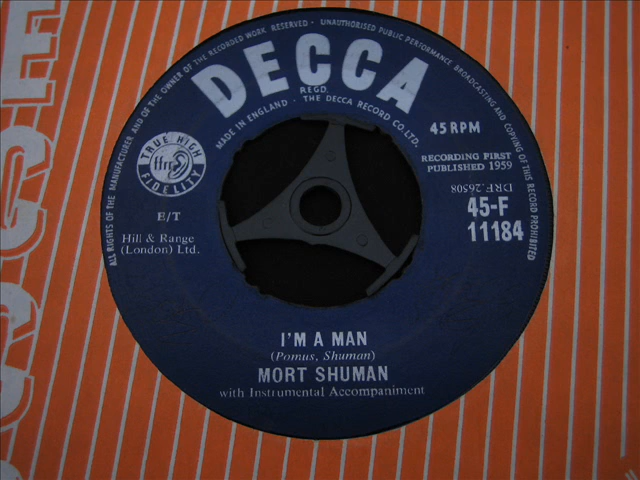 ALL RIGHTS OF THE MANUFACTURER AND OF THE OWNER OF THE RECORDED WORK RESERVED · UNAUTHORISED PUBLIC PERFORMANCE BROADCASTING AND COPYING OF THIS RECORD PROHIBITED
DECCA
REGD.
MADE IN ENGLAND · THE DECCA RECORD CO. LTD.
45 RPM
RECORDING FIRST
PUBLISHED 1959
TRUE HIGH
ffrr
FIDELITY
DRF.26508
E/T
45-F
11184
Hill & Range
(London) Ltd.
I'M A MAN
(Pomus, Shuman)
MORT SHUMAN
with Instrumental Accompaniment